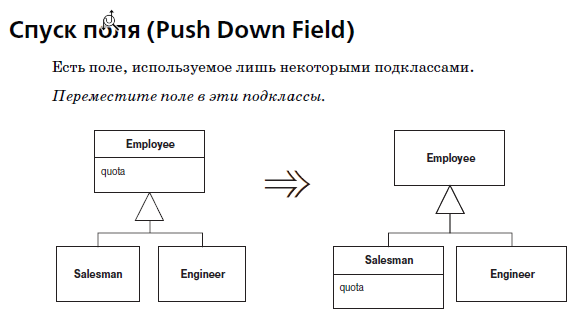 Спуск поля (Push Down Field)
Есть поле, используемое лишь некоторыми подклассами.
Переместите поле в эти подклассы.
Employee
quota
Salesman
Engineer
Employee
Salesman
quota
Engineer